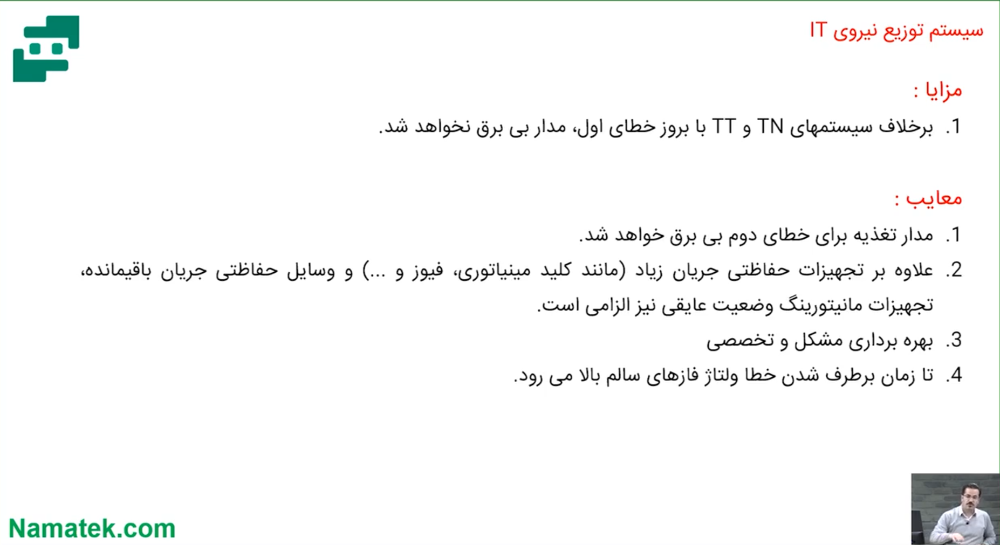 سیستم توزیع نیروی IT
مزایا :
1. برخلاف سیستمهای TN و TT با بروز خطای اول، مدار بی برق نخواهد شد.
معایب :
1. مدار تغذیه برای خطای دوم بی برق خواهد شد.
2. علاوه بر تجهیزات حفاظتی جریان زیاد (مانند کلید مینیاتوری، فیوز و ...) و وسایل حفاظتی جریان باقیمانده،
تجهیزات مانیتورینگ وضعیت عایقی نیز الزامی است.
3. بهره برداری مشکل و تخصصی
4. تا زمان برطرف شدن خطا ولتاژ فازهای سالم بالا می رود.
Namatek.com